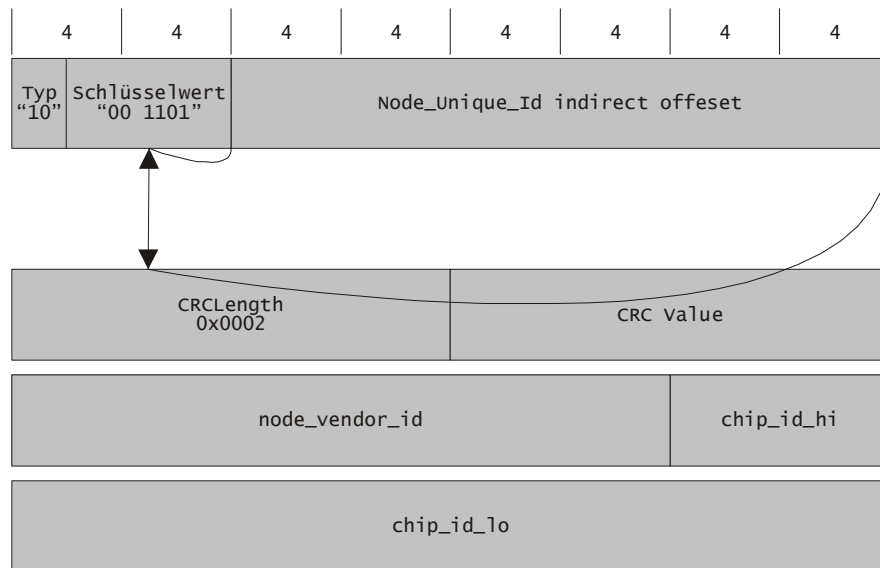 4 4 4 4 4 4 4 4
Typ
“10”
Schlüsselwert
“00 1101”
Node_Unique_Id indirect offeset
CRCLength
0x0002
CRC Value
node_vendor_id
chip_id_hi
chip_id_lo